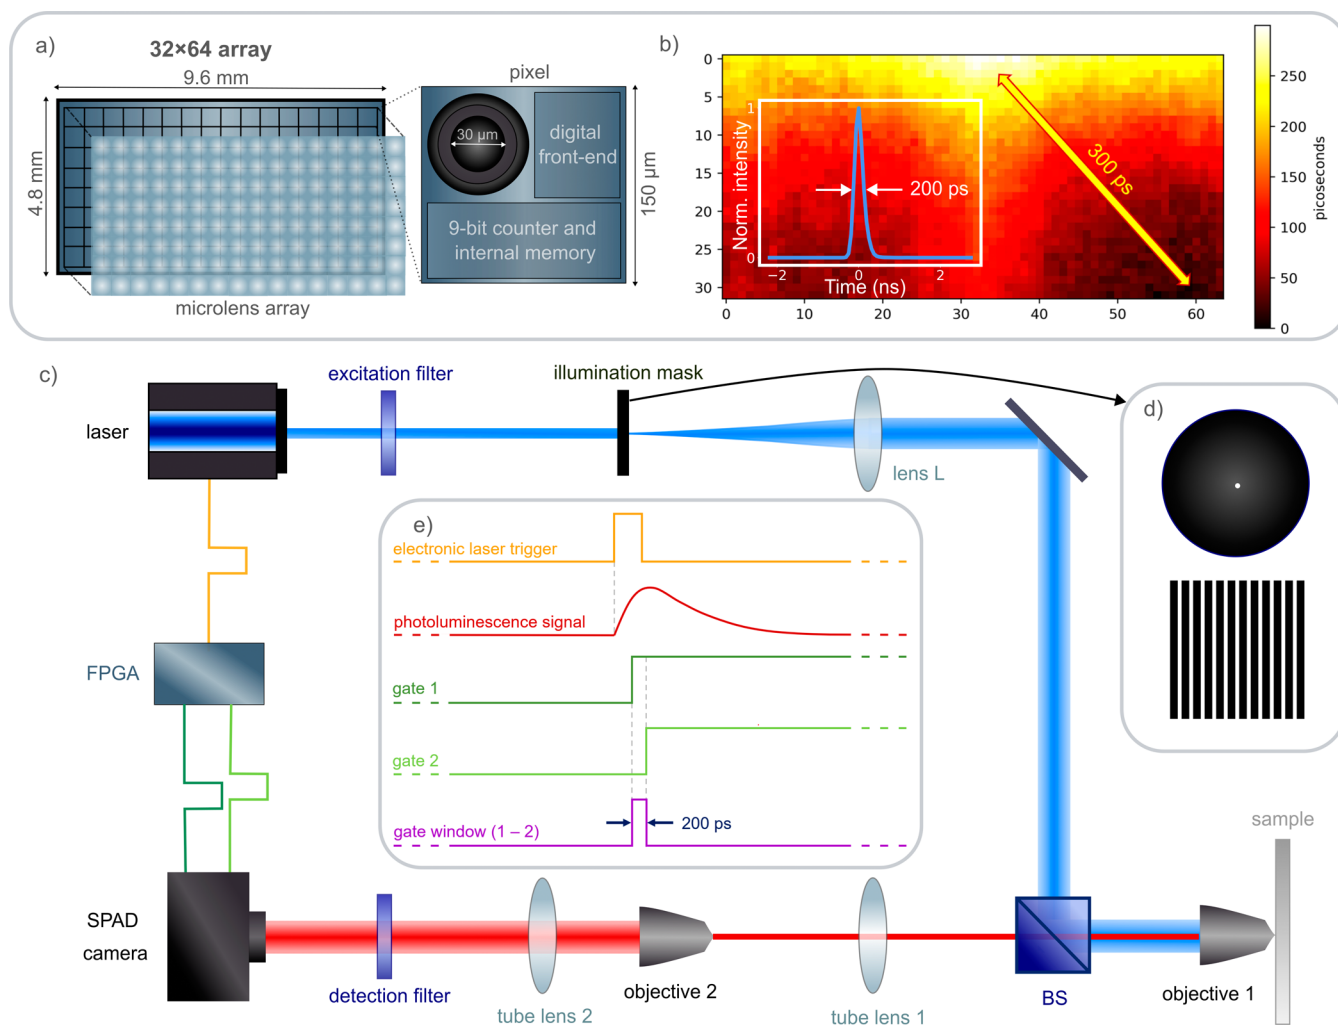 a)
32×64 array
9.6 mm
4.8 mm
microlens array
pixel
30 µm
digital
front-end
9-bit counter and
internal memory
150 µm
b)
0
5
10
15
20
25
30
0
10
20
30
40
50
60
1
0
Norm. intensity
200 ps
−2
0
2
Time (ns)
300 ps
250
200
150
100
50
0
picoseconds
c)
laser
excitation filter
illumination mask
lens L
d)
e)
electronic laser trigger
photoluminescence signal
gate 1
gate 2
gate window (1 – 2)
200 ps
FPGA
SPAD
camera
detection filter
tube lens 2
objective 2
tube lens 1
BS
objective 1
sample